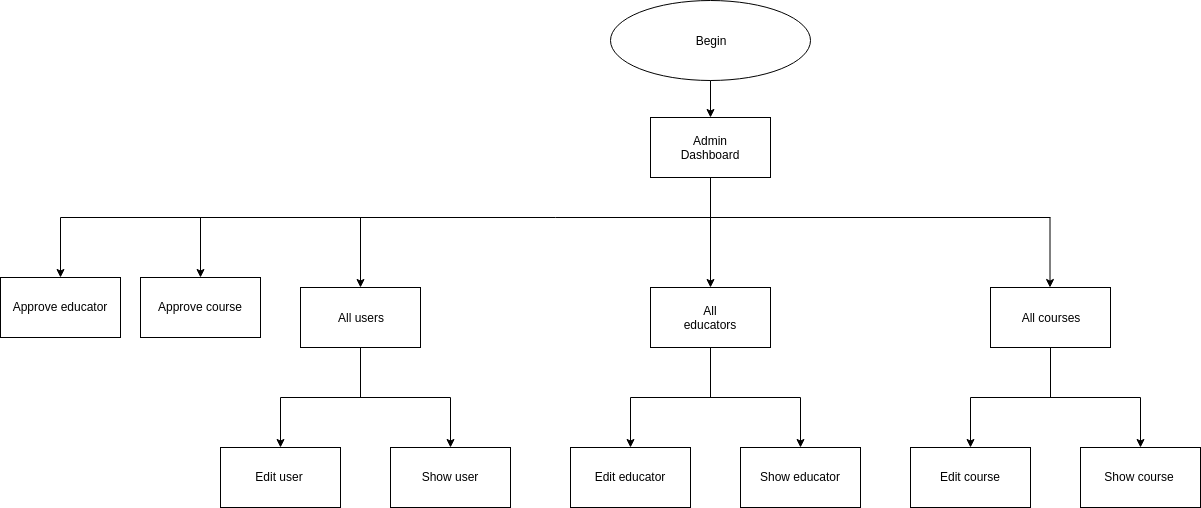 Begin
Admin
Dashboard
Approve educator
Approve course
All users
All
educators
All courses
Edit user
Show user
Edit educator
Show educator
Edit course
Show course